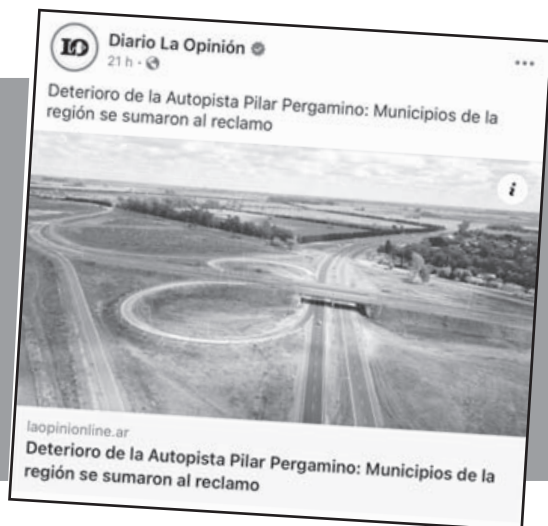 LO
Diario La Opinión
21 h ·
Deterioro de la Autopista Pilar Pergamino: Municipios de la
región se sumaron al reclamo
i
laopinionline.ar
Deterioro de la Autopista Pilar Pergamino: Municipios de la
región se sumaron al reclamo